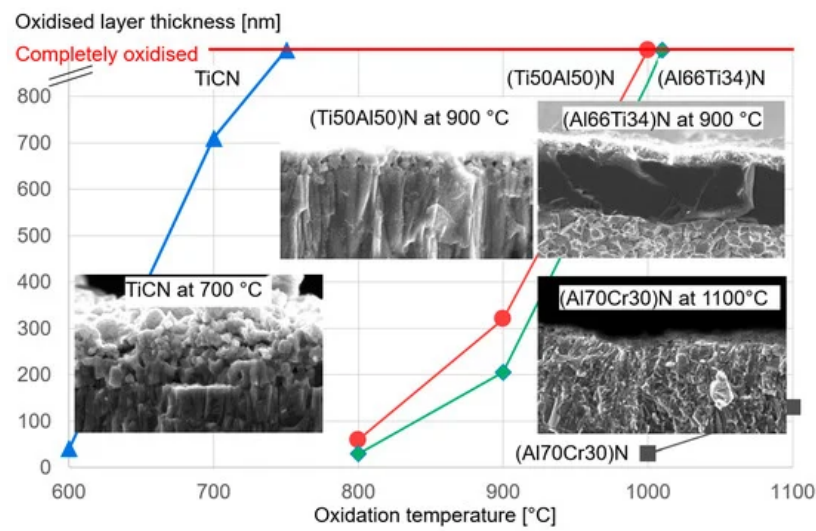 Oxidised layer thickness [nm]
Completely oxidised
TiCN
(Ti50Al50)N
(Al66Ti34)N
800
(Ti50Al50)N at 900 °C
(Al66Ti34)N at 900 °C
700
600
500
400
TiCN at 700 °C
(Al70Cr30)N at 1100°C
300
200
100
(Al70Cr30)N
0
600
700
800
900
1000
1100
Oxidation temperature [°C]